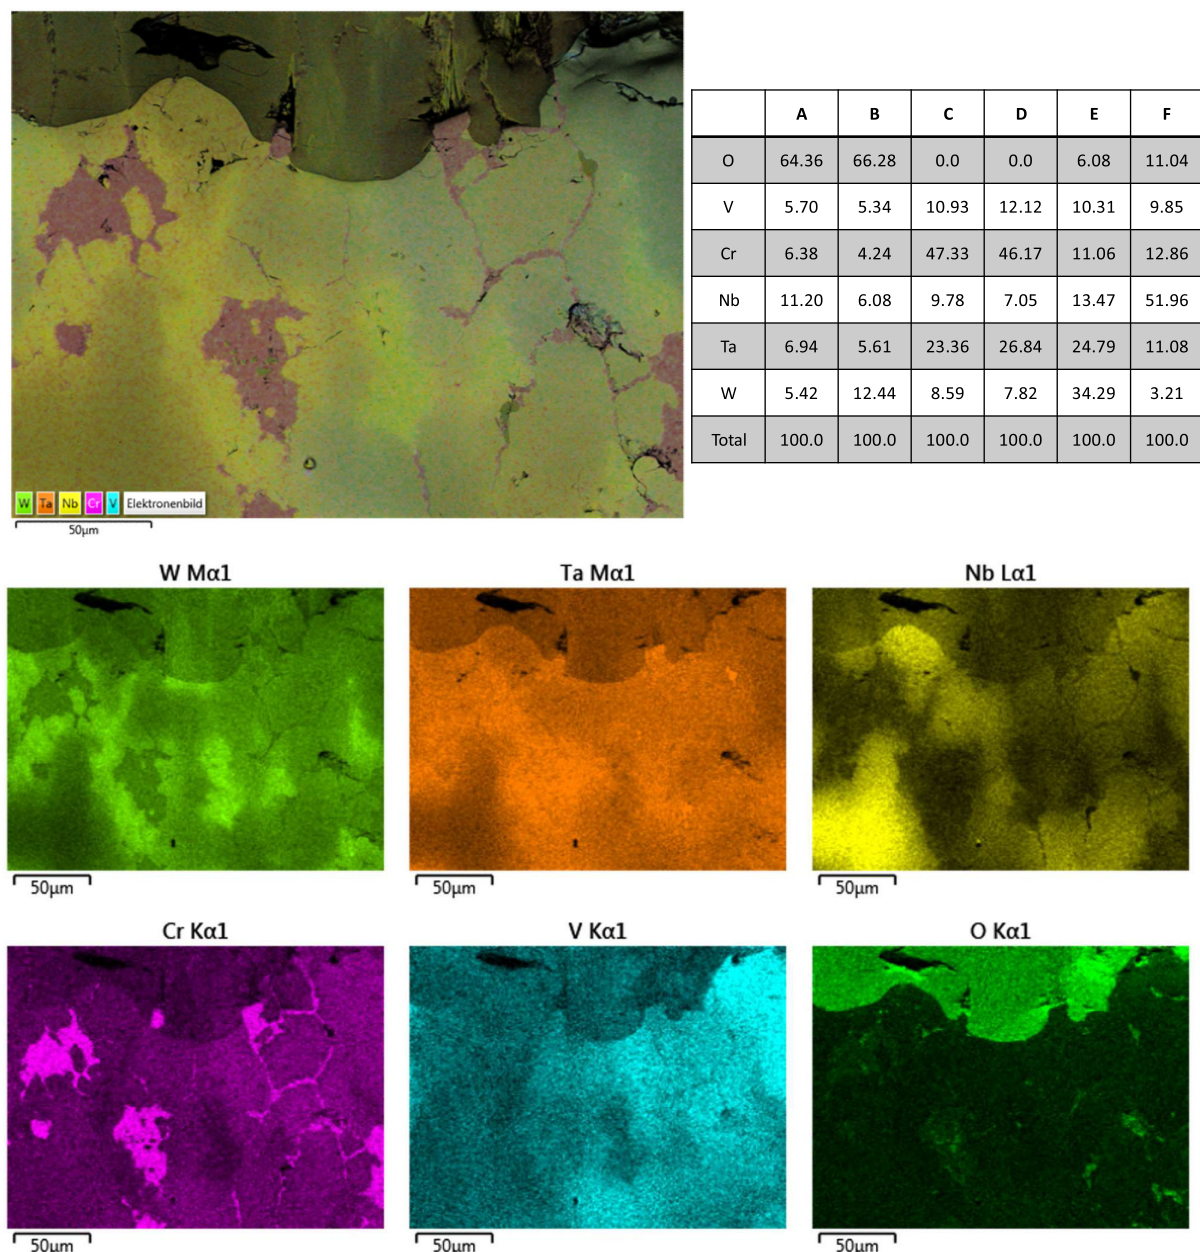 A B C D E F
O 64.36 66.28 0.0 0.0 6.08 11.04
V 5.70 5.34 10.93 12.12 10.31 9.85
Cr 6.38 4.24 47.33 46.17 11.06 12.86
Nb 11.20 6.08 9.78 7.05 13.47 51.96
Ta 6.94 5.61 23.36 26.84 24.79 11.08
W 5.42 12.44 8.59 7.82 34.29 3.21
Total 100.0 100.0 100.0 100.0 100.0 100.0
W Ta Nb Cr V Elektronenbild
50µm
W Mα1 Ta Mα1 Nb Lα1
50µm 50µm 50µm
Cr Kα1 V Kα1 O Kα1
50µm 50µm 50µm